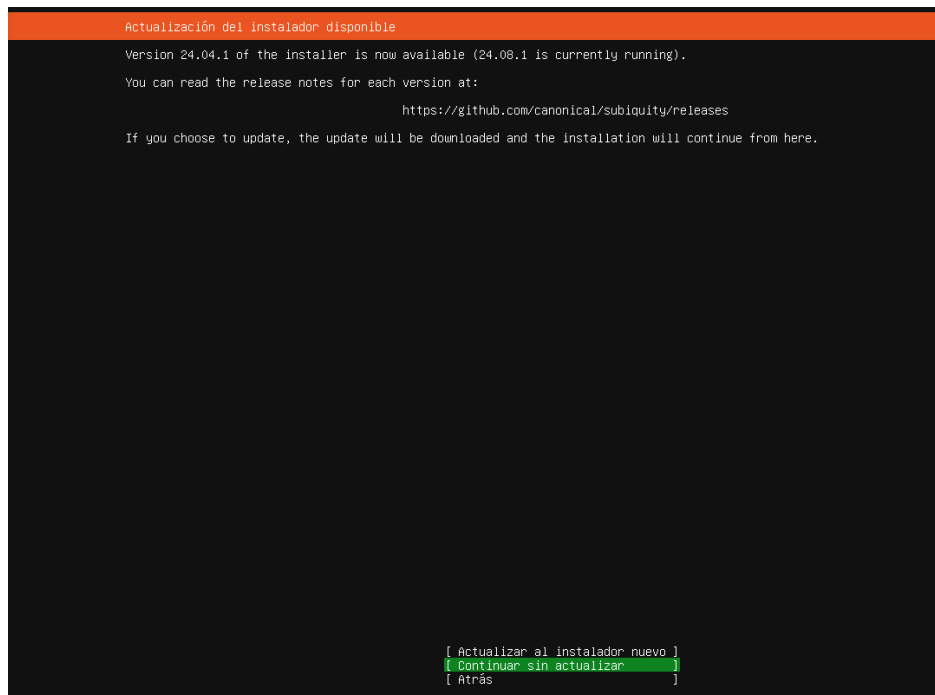 Actualización del instalador disponible
Version 24.04.1 of the installer is now available (24.08.1 is currently running).
You can read the release notes for each version at:
https://github.com/canonical/subiquity/releases
If you choose to update, the update will be downloaded and the installation will continue from here.
[ Actualizar al instalador nuevo ]
[ Continuar sin actualizar ]
[ Atrás ]